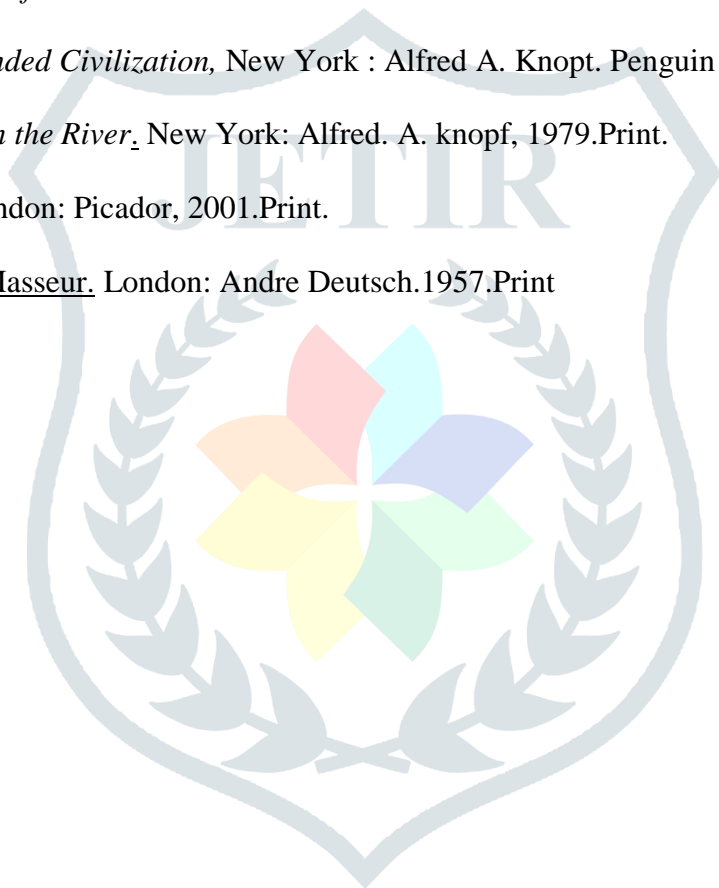 nded Civilization, New York : Alfred A. Knopt. Penguin
n the River. New York: Alfred. A. knopf, 1979.Print.
ndon: Picador, 2001.Print.
Masseur. London: Andre Deutsch.1957.Print
JETIR